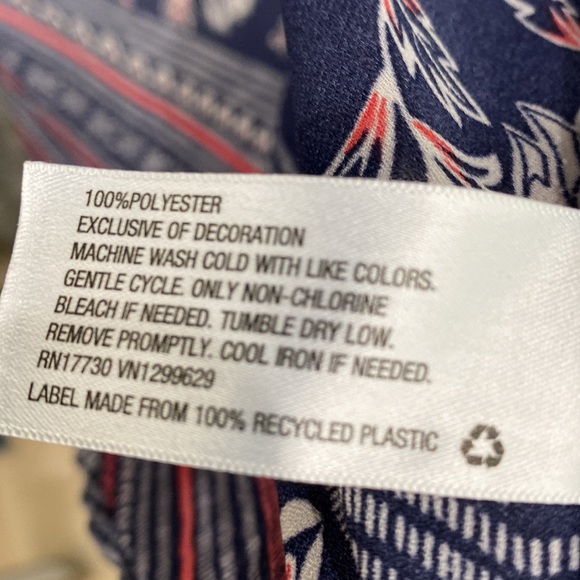 100%POLYESTER
EXCLUSIVE OF DECORATION
MACHINE WASH COLD WITH LIKE COLORS.
GENTLE CYCLE. ONLY NON-CHLORINE
BLEACH IF NEEDED. TUMBLE DRY LOW.
REMOVE PROMPTLY. COOL IRON IF NEEDED.
RN17730 VN1299629
LABEL MADE FROM 100% RECYCLED PLASTIC